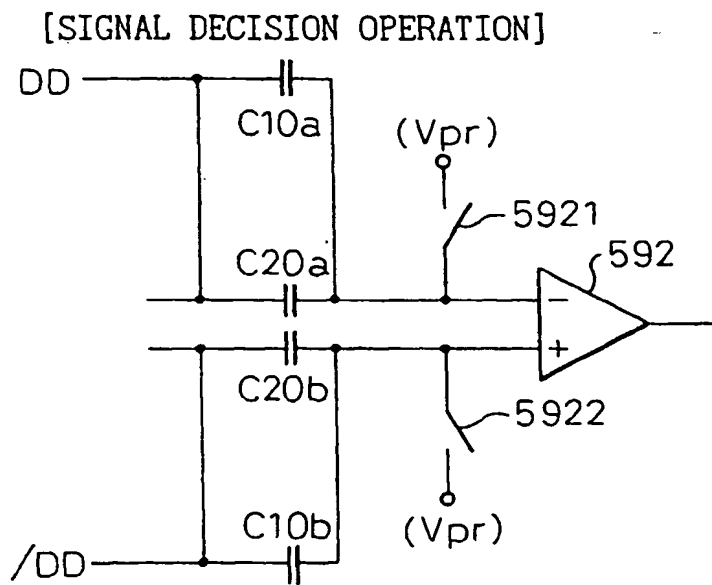 [SIGNAL DECISION OPERATION]
DD
C10a
(Vpr)
5921
C20a
592
−
+
C20b
5922
C10b
(Vpr)
/DD